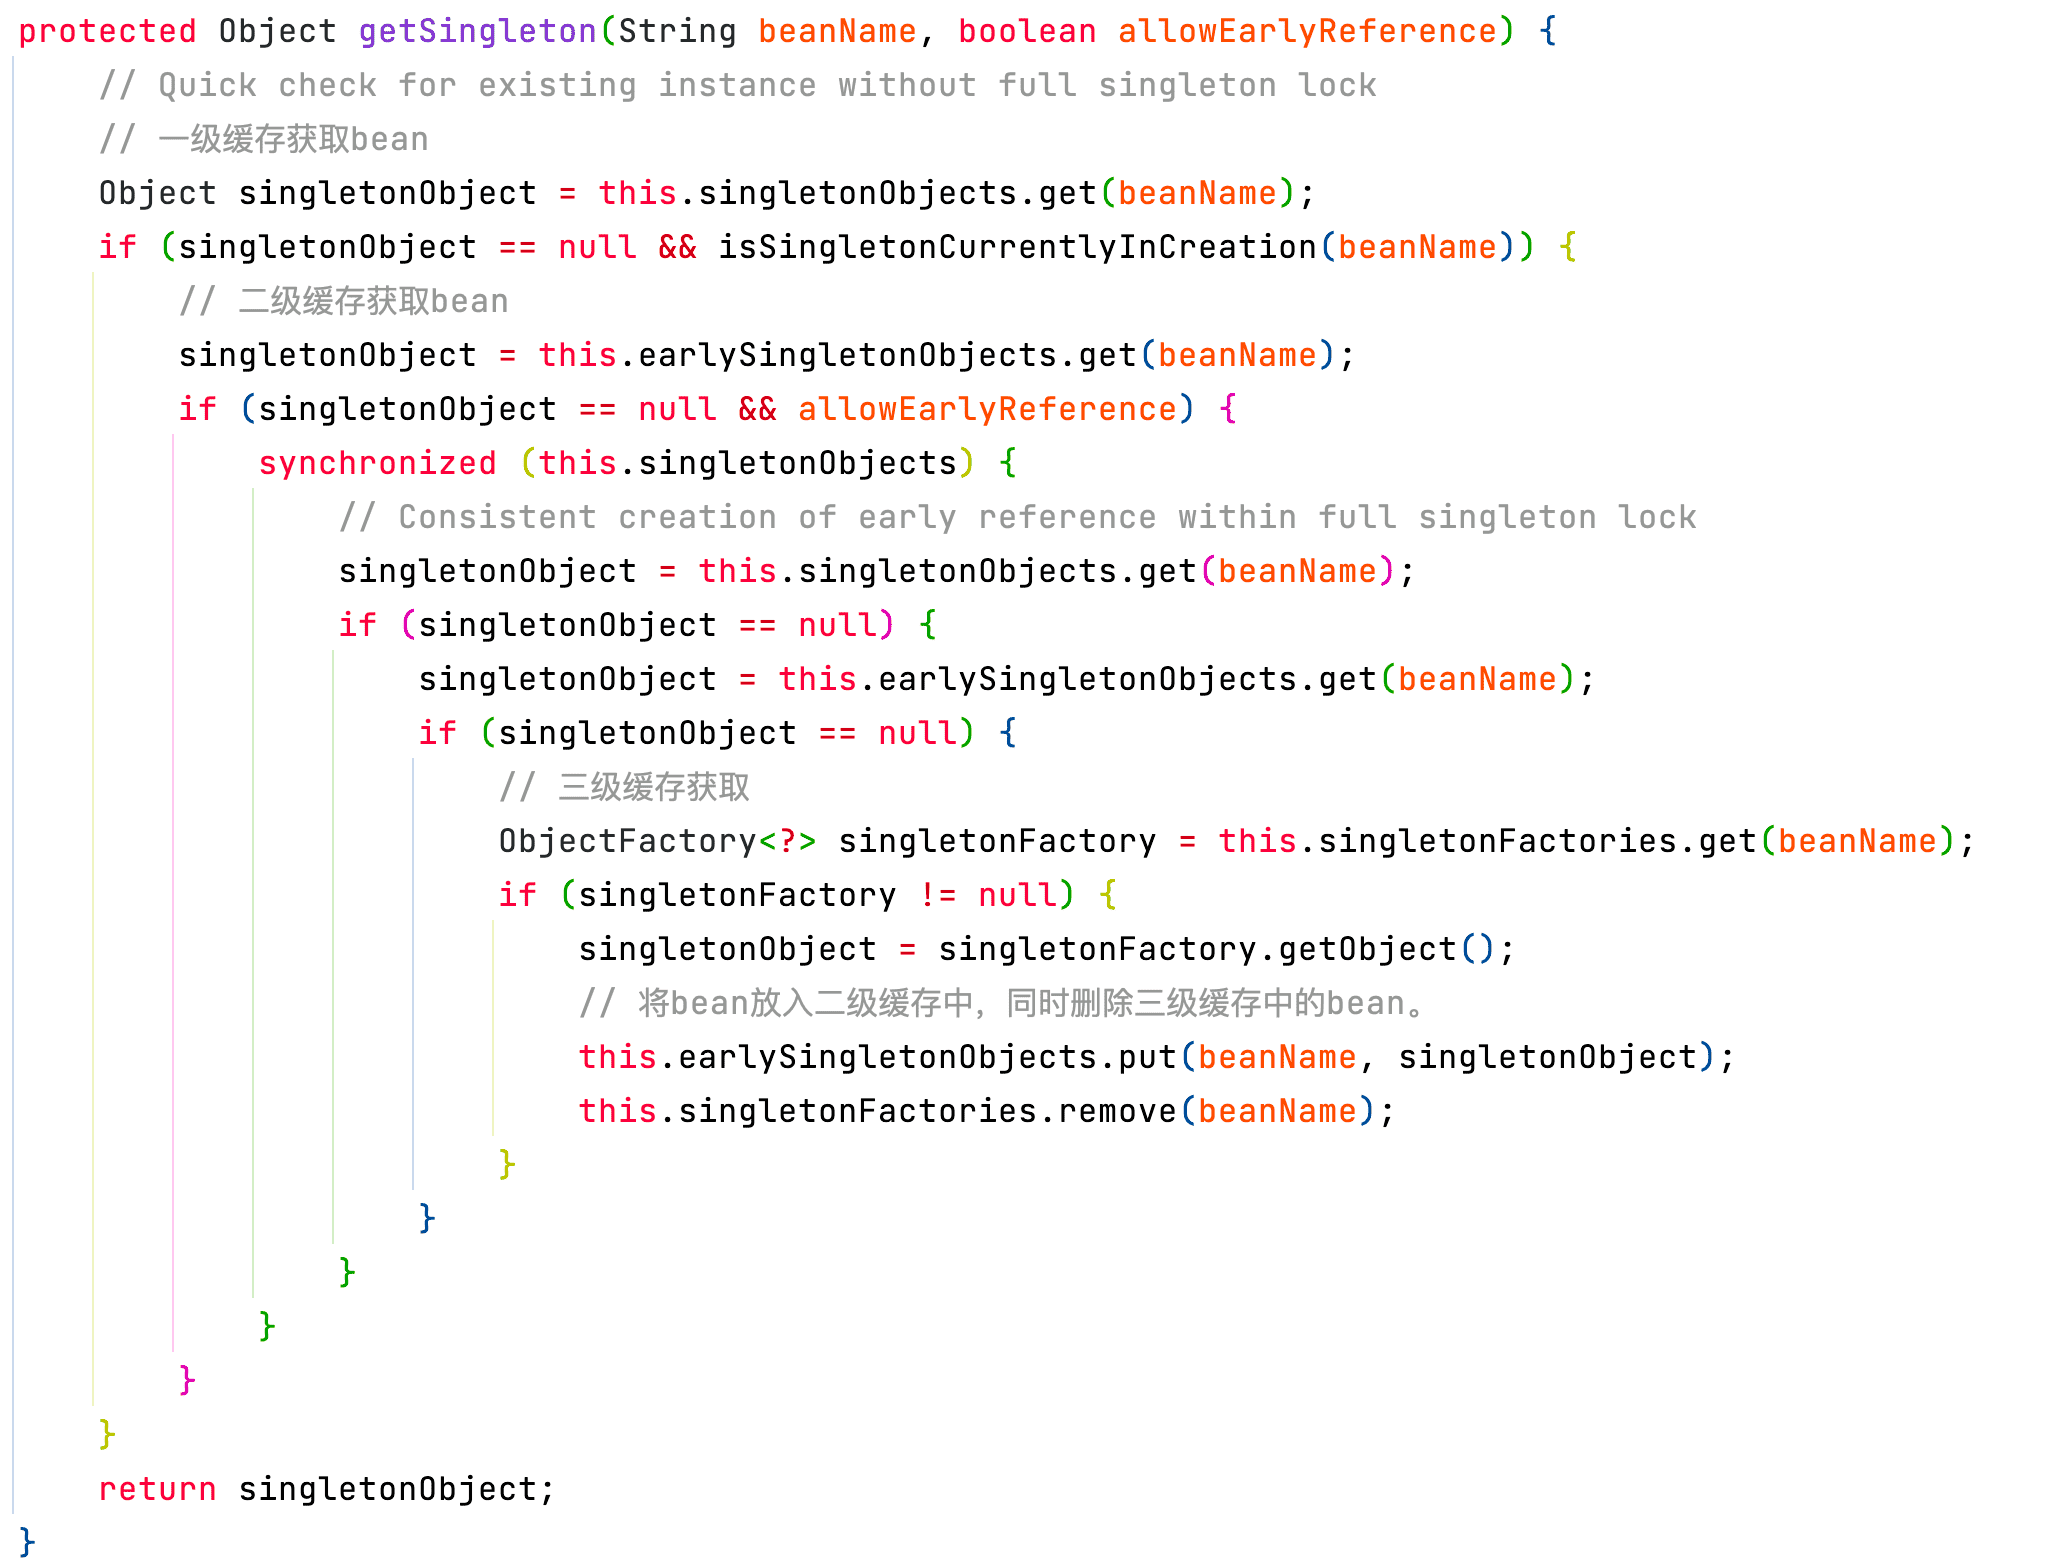 protected Object getSingleton(String beanName, boolean allowEarlyReference) {
    // Quick check for existing instance without full singleton lock
    // 一级缓存获取bean
    Object singletonObject = this.singletonObjects.get(beanName);
    if (singletonObject == null && isSingletonCurrentlyInCreation(beanName)) {
        // 二级缓存获取bean
        singletonObject = this.earlySingletonObjects.get(beanName);
        if (singletonObject == null && allowEarlyReference) {
            synchronized (this.singletonObjects) {
                // Consistent creation of early reference within full singleton lock
                singletonObject = this.singletonObjects.get(beanName);
                if (singletonObject == null) {
                    singletonObject = this.earlySingletonObjects.get(beanName);
                    if (singletonObject == null) {
                        // 三级缓存获取
                        ObjectFactory<?> singletonFactory = this.singletonFactories.get(beanName);
                        if (singletonFactory != null) {
                            singletonObject = singletonFactory.getObject();
                            // 将bean放入二级缓存中，同时删除三级缓存中的bean。
                            this.earlySingletonObjects.put(beanName, singletonObject);
                            this.singletonFactories.remove(beanName);
                        }
                    }
                }
            }
        }
    }
    return singletonObject;
}